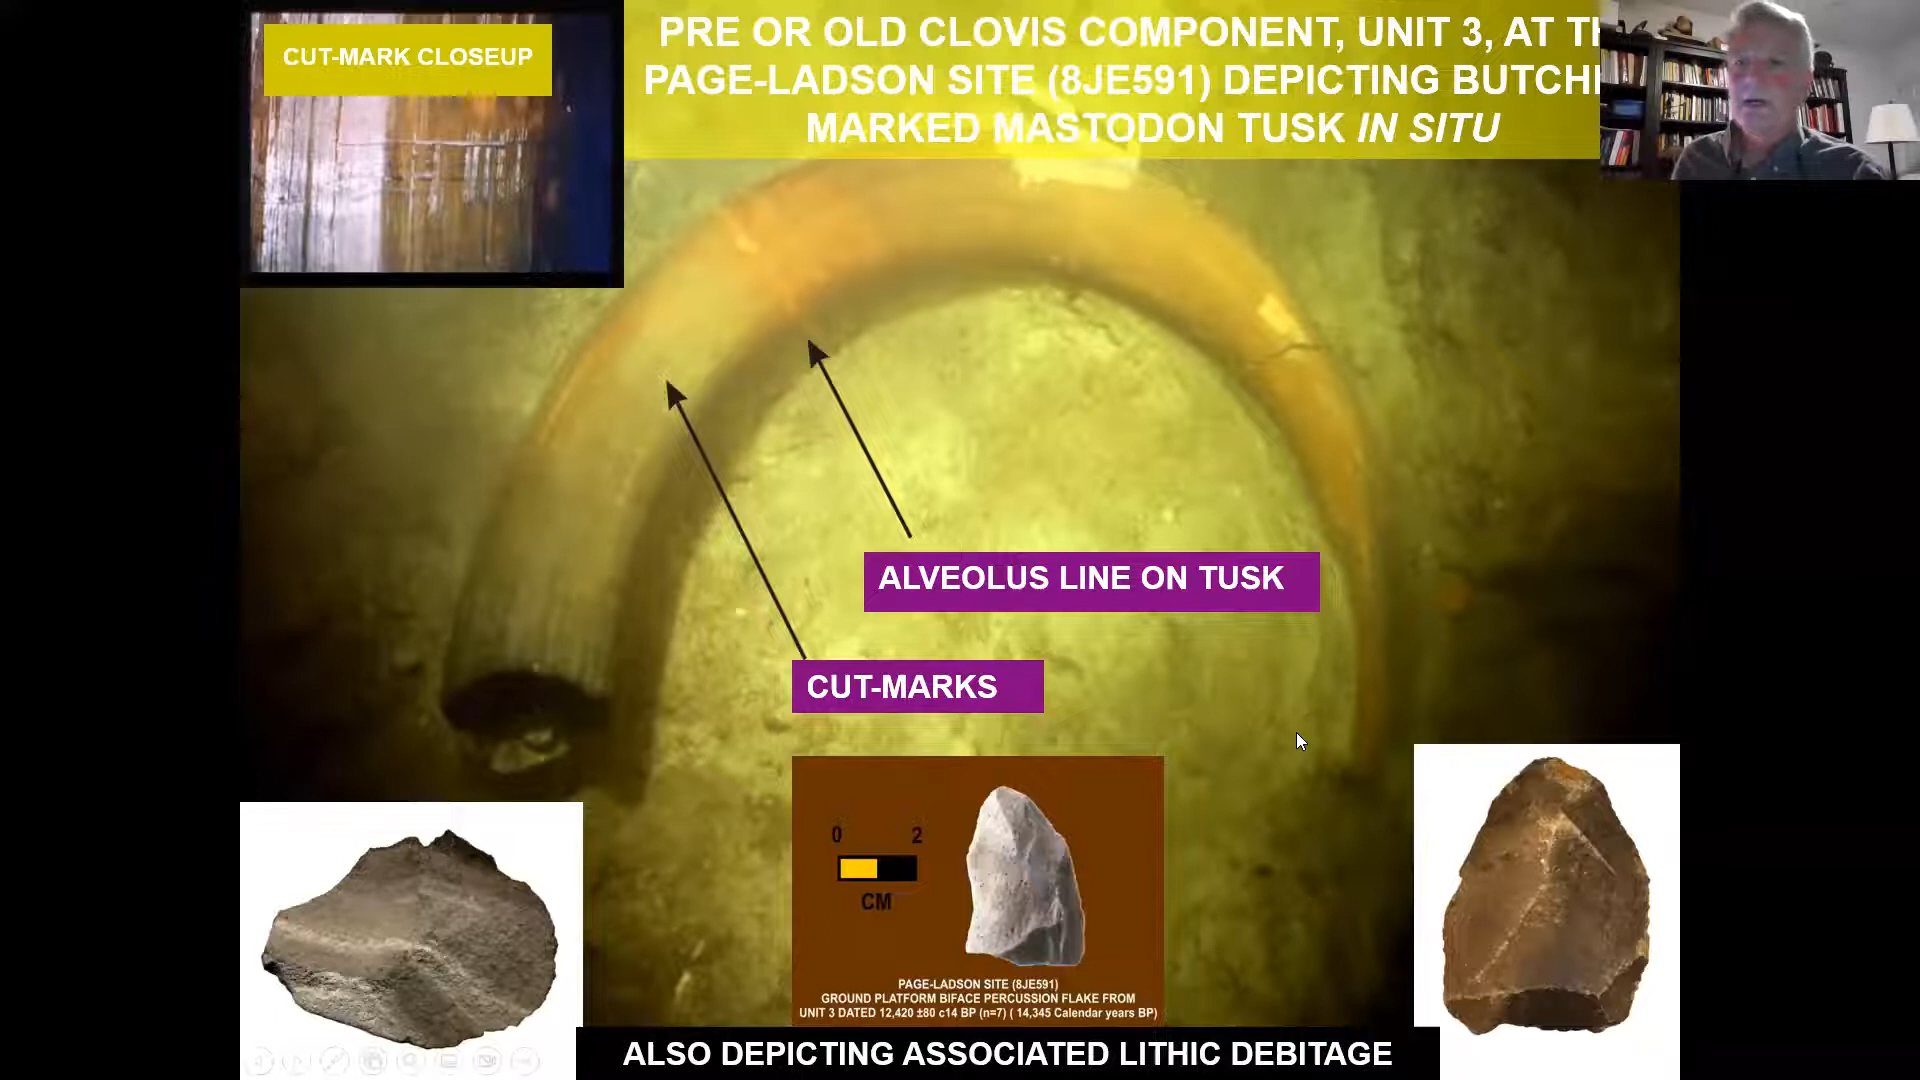 CUT-MARK CLOSEUP
PRE OR OLD CLOVIS COMPONENT, UNIT 3, AT
PAGE-LADSON SITE (8JE591) DEPICTING
MARKED MASTODON TUSK IN SITU
ALVEOLUS LINE ON TUSK
CUT-MARKS
0 2
CM
PAGE-LADSON SITE (8JE591)
GROUND PLATFORM BIFACE PERCUSSION FLAKE FROM
UNIT 3 DATED 12,420 ±80 c14 BP (n=7) ( 14,345 Calendar years BP)
ALSO DEPICTING ASSOCIATED LITHIC DEBITAGE